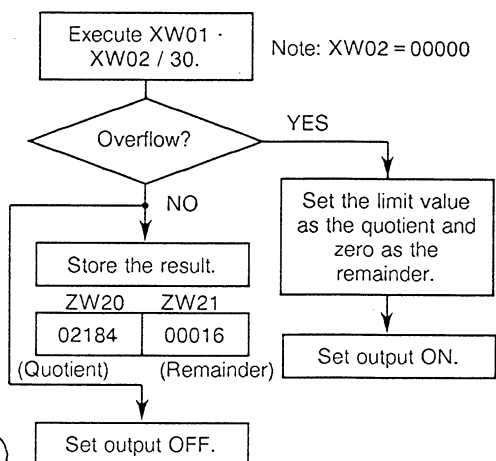 Execute XW01 ·
XW02 / 30.
Note: XW02 = 00000
Overflow?
YES
NO
Set the limit value
as the quotient and
zero as the
remainder.
Store the result.
ZW20 ZW21
02184 00016
(Quotient) (Remainder)
Set output ON.
Set output OFF.